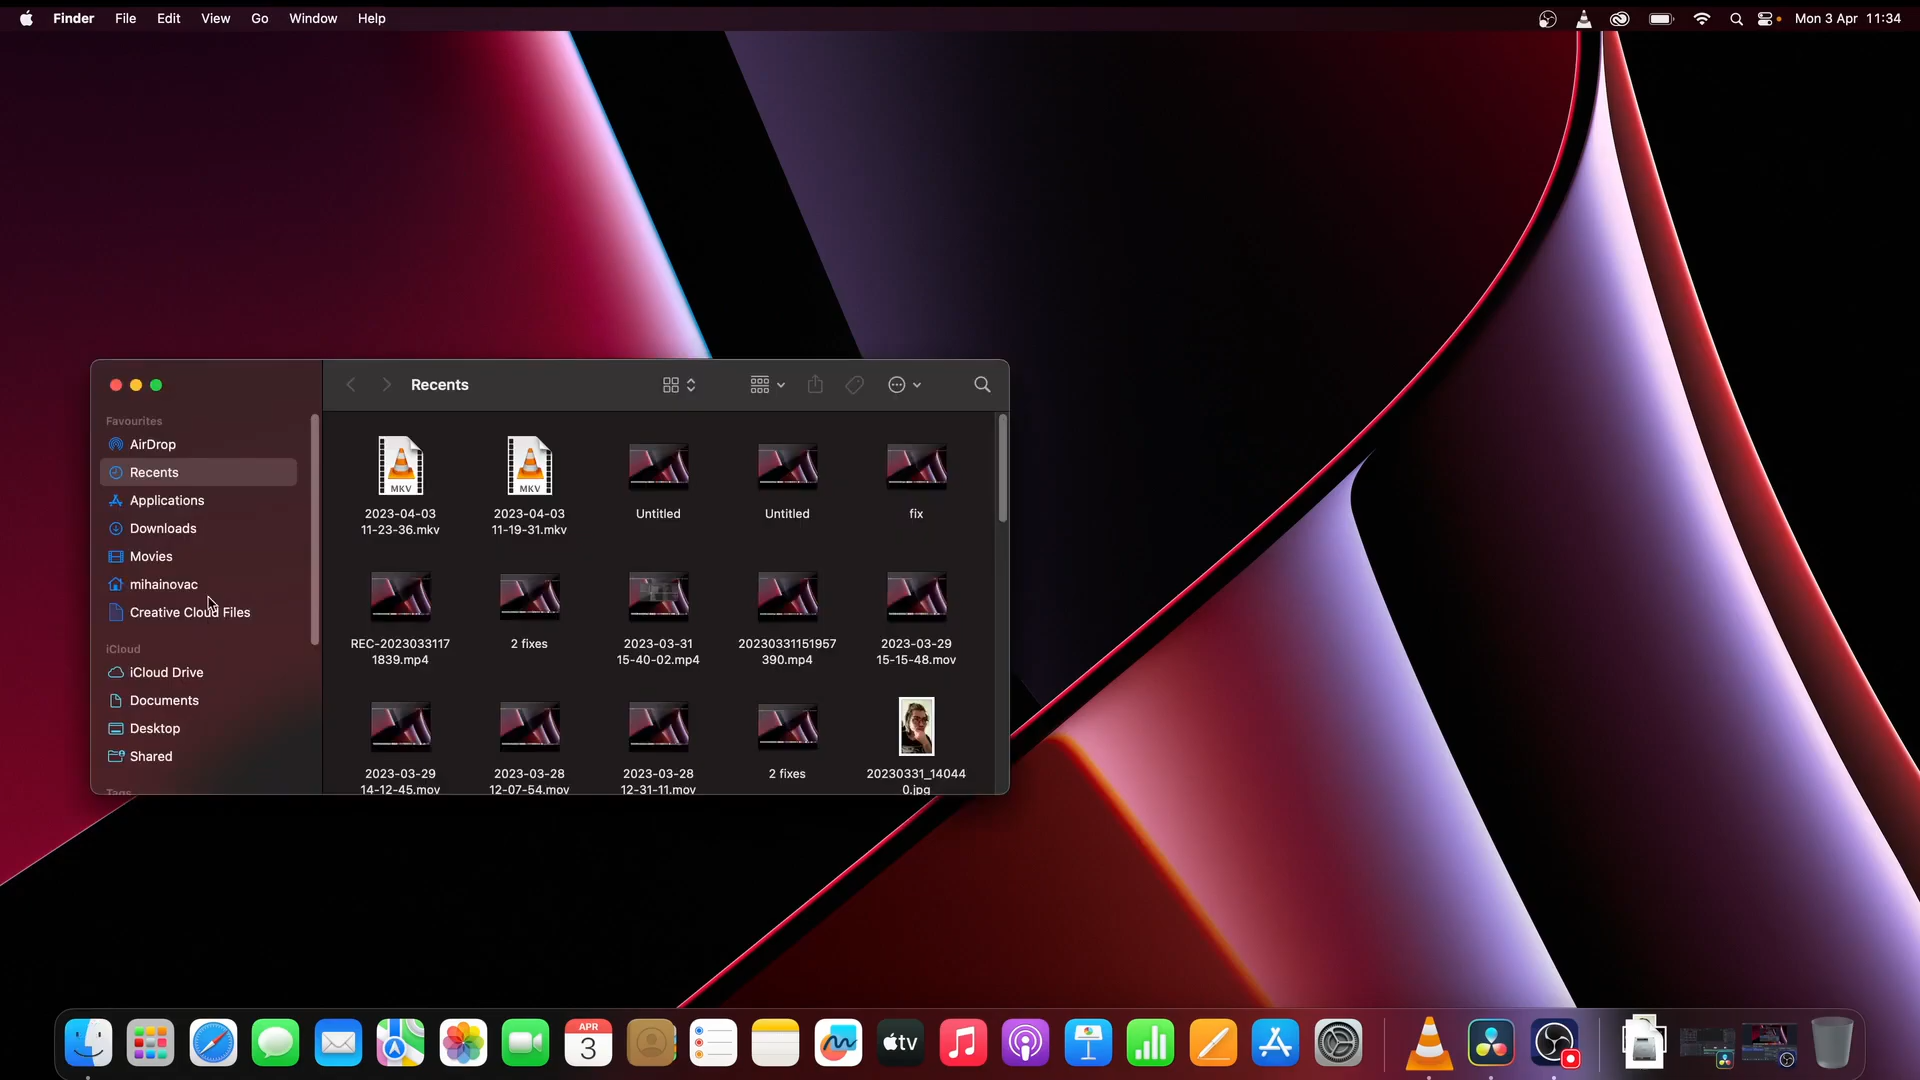 Finder File Edit View Go Window Help Mon 3 Apr 11:34
Recents
Favourites
AirDrop
Recents
Applications
Downloads
Movies
mihainovac
Creative Cloud Files
iCloud
iCloud Drive
Documents
Desktop
Shared
Tags
MKV MKV
2023-04-03 2023-04-03 Untitled Untitled fix
11-23-36.mkv 11-19-31.mkv
REC-2023033117 2 fixes 2023-03-31 20230331151957 2023-03-29
1839.mp4 15-40-02.mp4 390.mp4 15-15-48.mov
2023-03-29 2023-03-28 2023-03-28 2 fixes 20230331_14044
14-12-45.mov 12-07-54.mov 12-31-11.mov 0.jpg
APR
3
tv